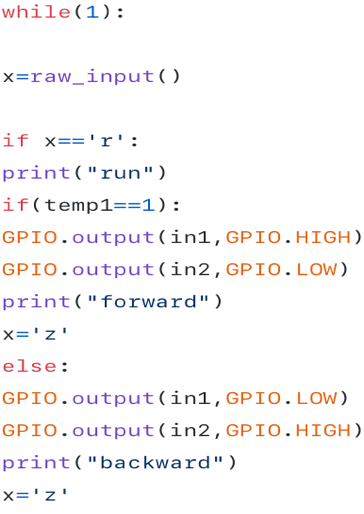 while(1):
x=raw_input()
if x=='r':
print("run")
if(temp1==1):
GPIO.output(in1,GPIO.HIGH)
GPIO.output(in2,GPIO.LOW)
print("forward")
x='z'
else:
GPIO.output(in1,GPIO.LOW)
GPIO.output(in2,GPIO.HIGH)
print("backward")
x='z'